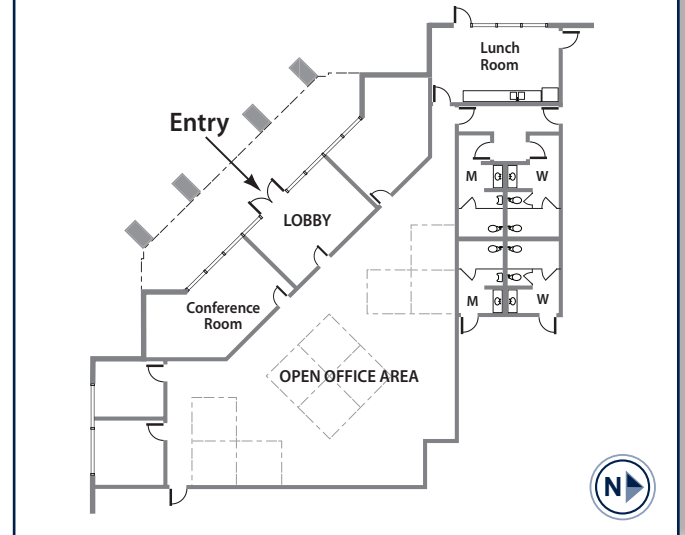 Lunch
Room
Entry
M
W
LOBBY
Conference
Room
M
W
OPEN OFFICE AREA
N